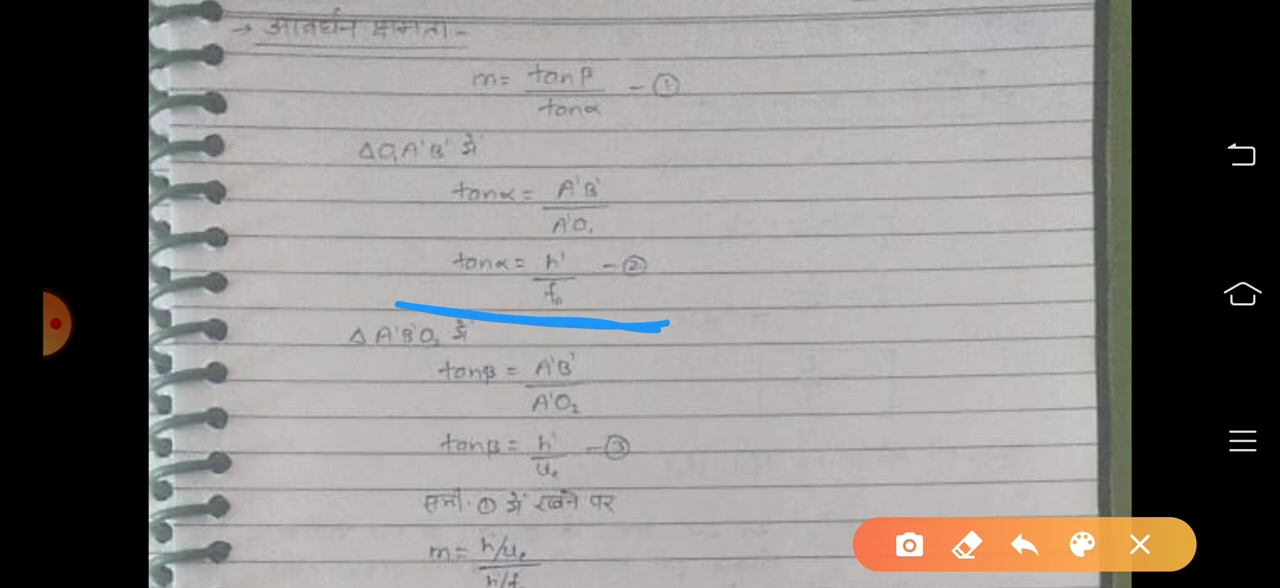 → आवर्धन क्षमता -
m = tanβ / tanα - ①
ΔO₁A'B' में
tanα = A'B' / A'O₁
tanα = h' / f₀ - ②
ΔA'B'O₂ में
tanβ = A'B' / A'O₂
tanβ = h' / uₑ - ③
समी. ① में रखने पर
m = h/uₑ / h/f